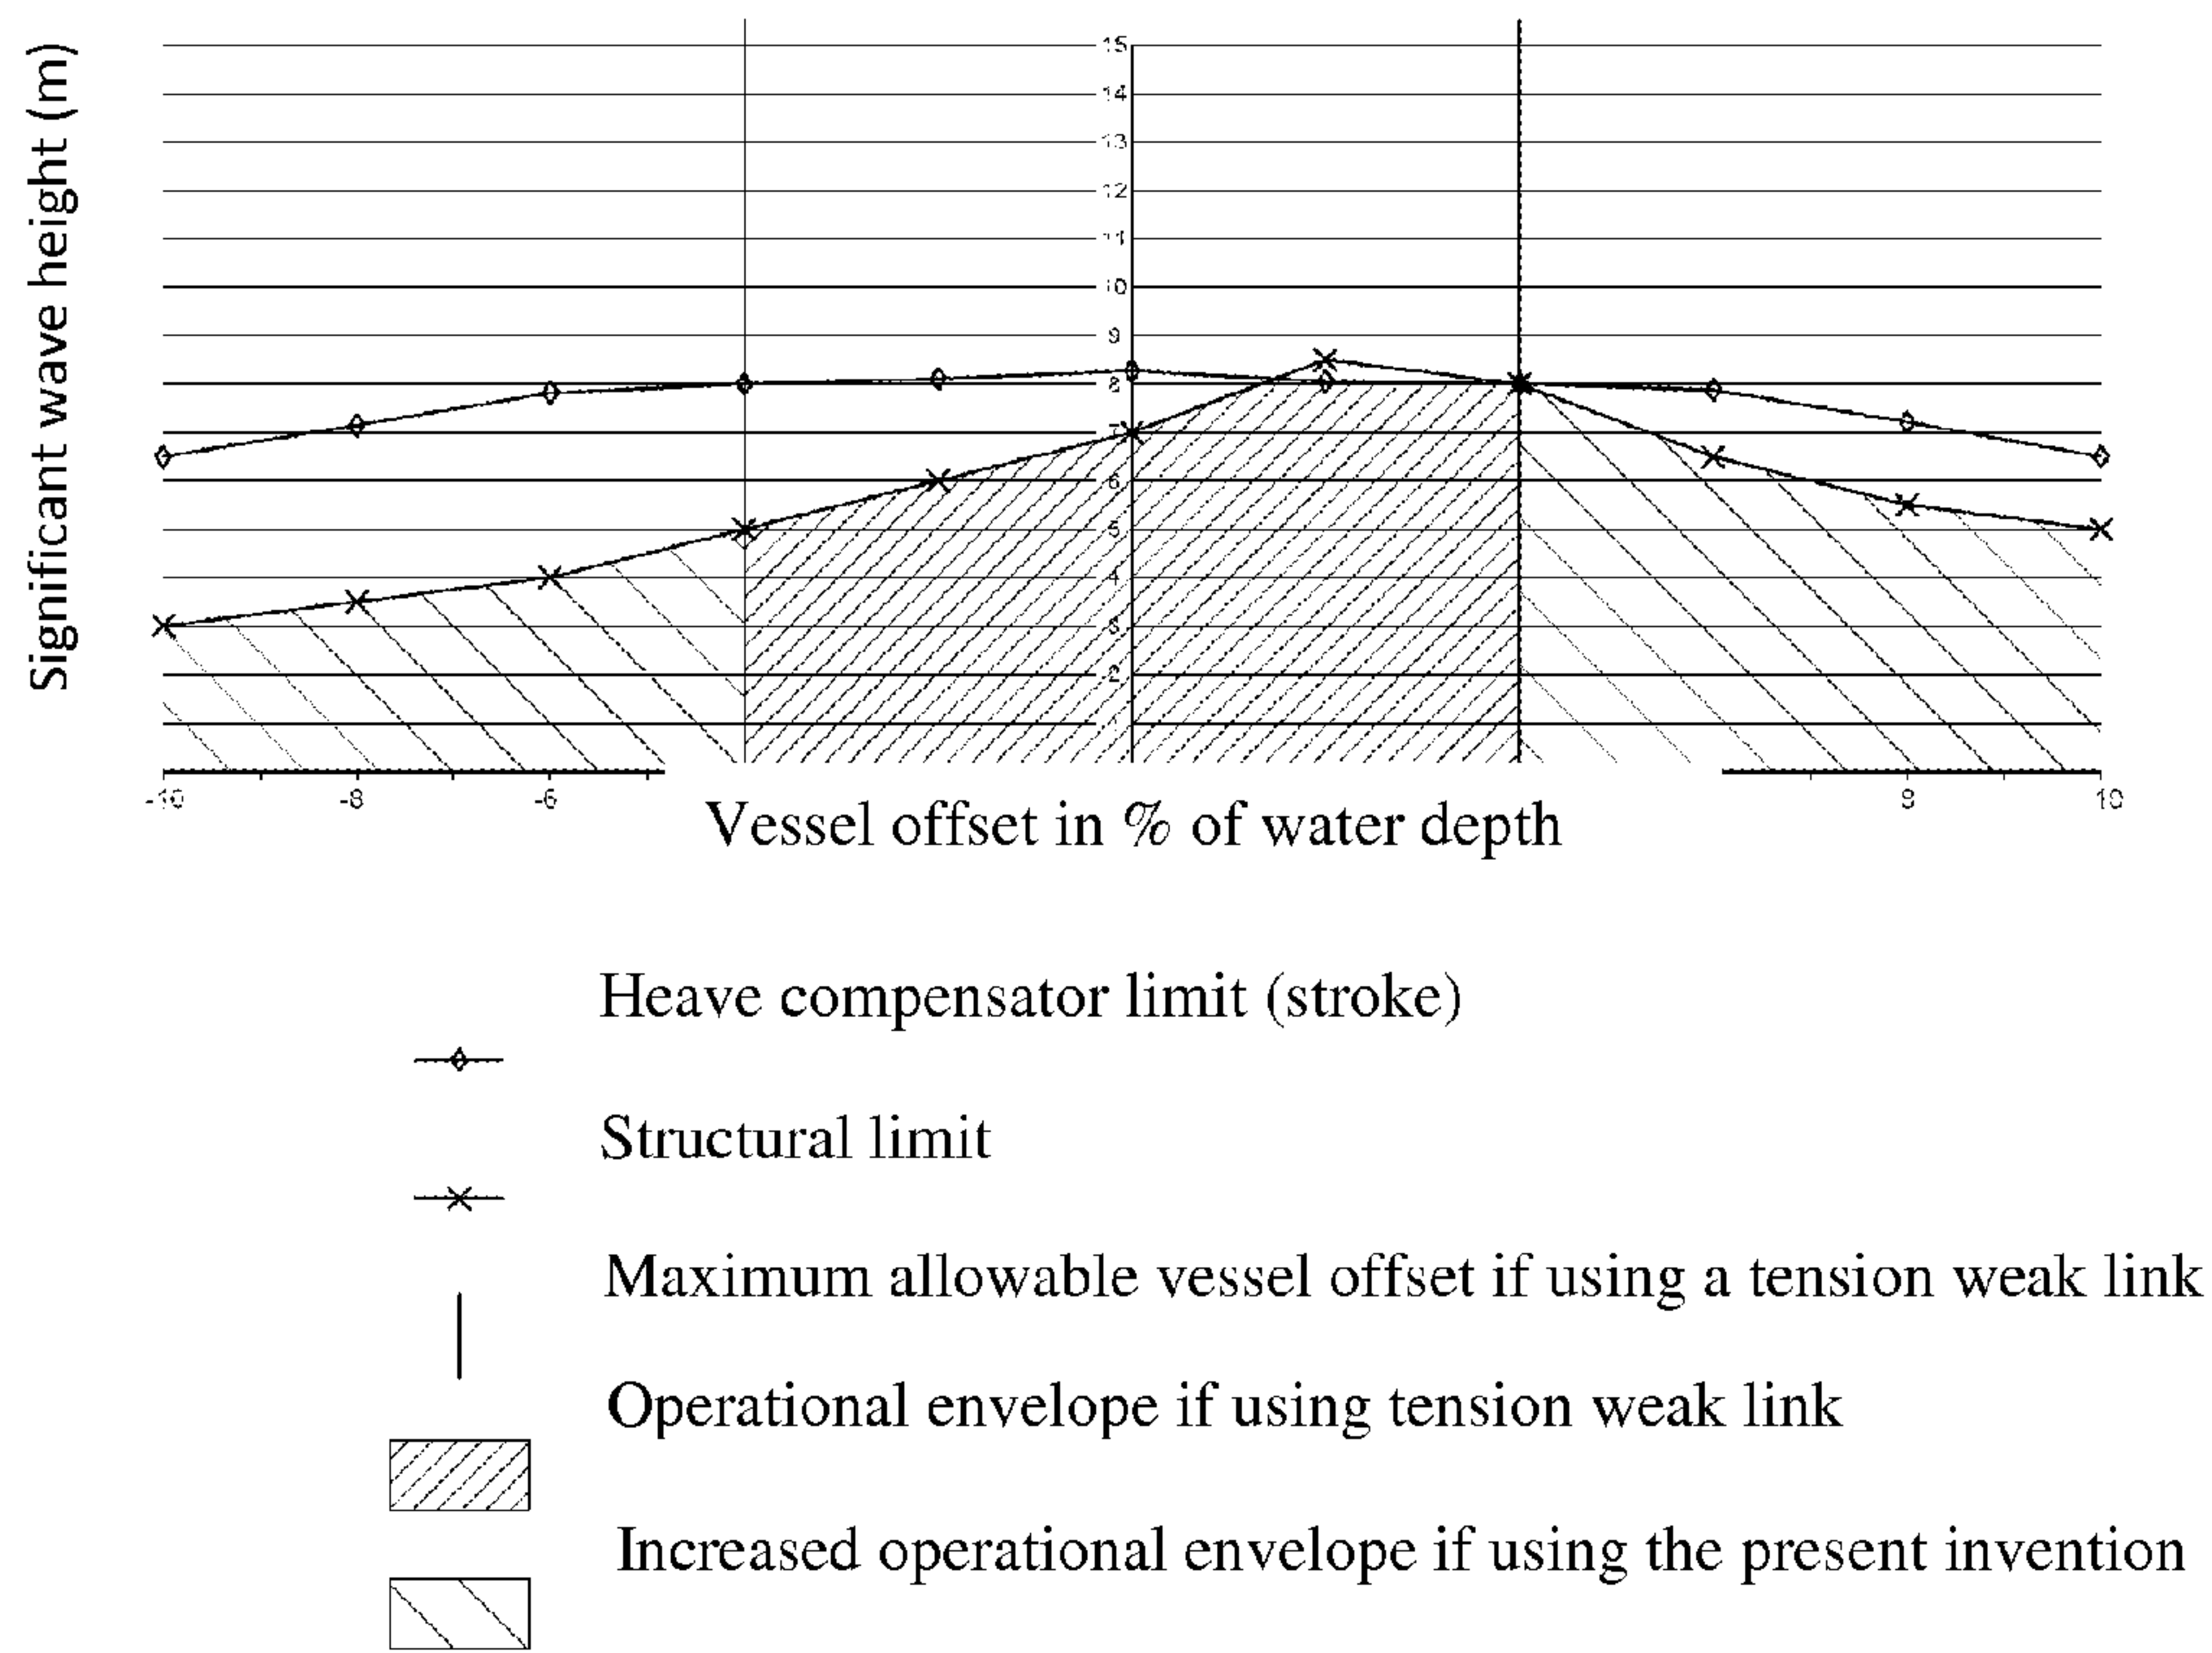 Significant wave height (m)
15
14
13
12
11
10
9
8
7
6
5
4
3
2
1
-10 -8 -6 8 10
Vessel offset in % of water depth
Heave compensator limit (stroke)
Structural limit
Maximum allowable vessel offset if using a tension weak link
Operational envelope if using tension weak link
Increased operational envelope if using the present invention